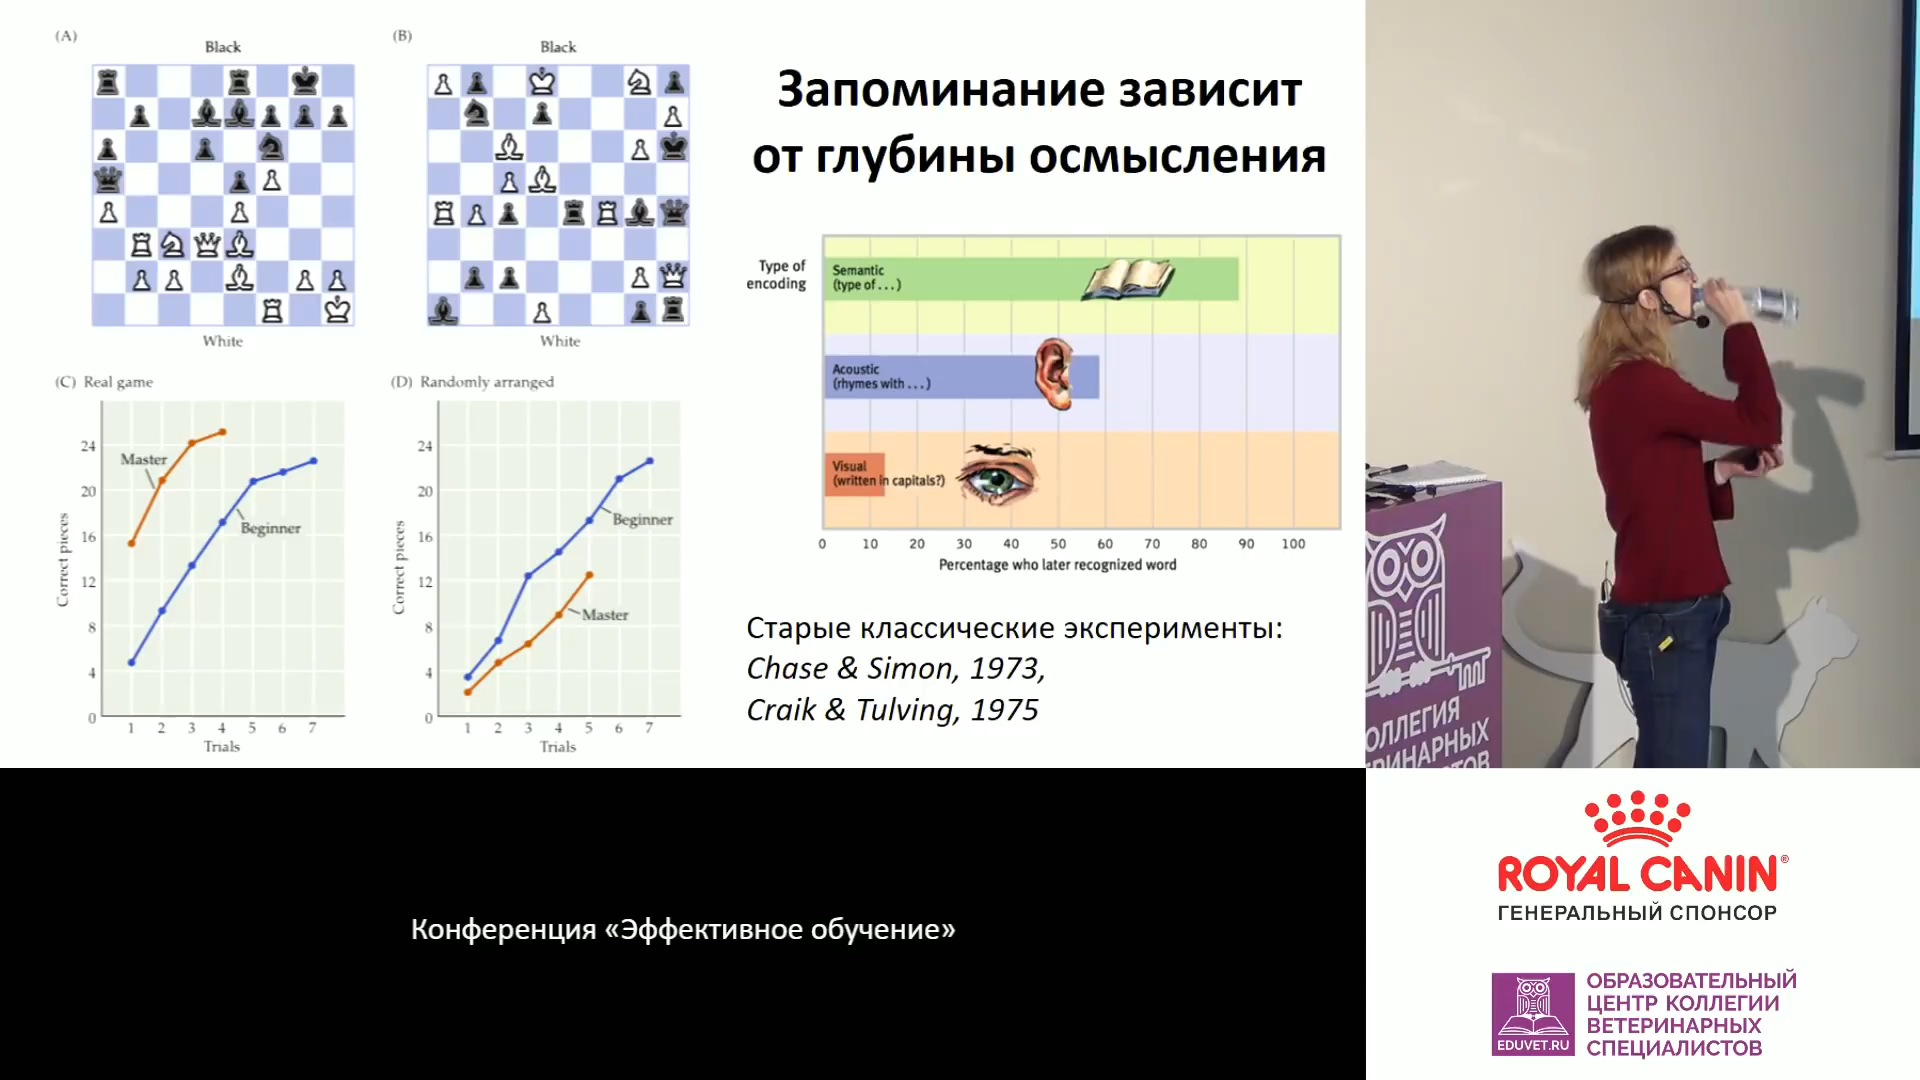 (A)
Black
White
(B)
Black
White
(C) Real game
Correct pieces
24
20
16
12
8
4
0
Master
Beginner
1 2 3 4 5 6 7
Trials
(D) Randomly arranged
Correct pieces
24
20
16
12
8
4
0
Beginner
Master
1 2 3 4 5 6 7
Trials
Запоминание зависит
от глубины осмысления
Type of
encoding
Semantic
(type of . . . )
Acoustic
(rhymes with . . . )
Visual
(written in capitals?)
0 10 20 30 40 50 60 70 80 90 100
Percentage who later recognized word
Старые классические эксперименты:
Chase & Simon, 1973,
Craik & Tulving, 1975
Конференция «Эффективное обучение»
ROYAL CANIN®
ГЕНЕРАЛЬНЫЙ СПОНСОР
EDUVET.RU
ОБРАЗОВАТЕЛЬНЫЙ
ЦЕНТР КОЛЛЕГИИ
ВЕТЕРИНАРНЫХ
СПЕЦИАЛИСТОВ